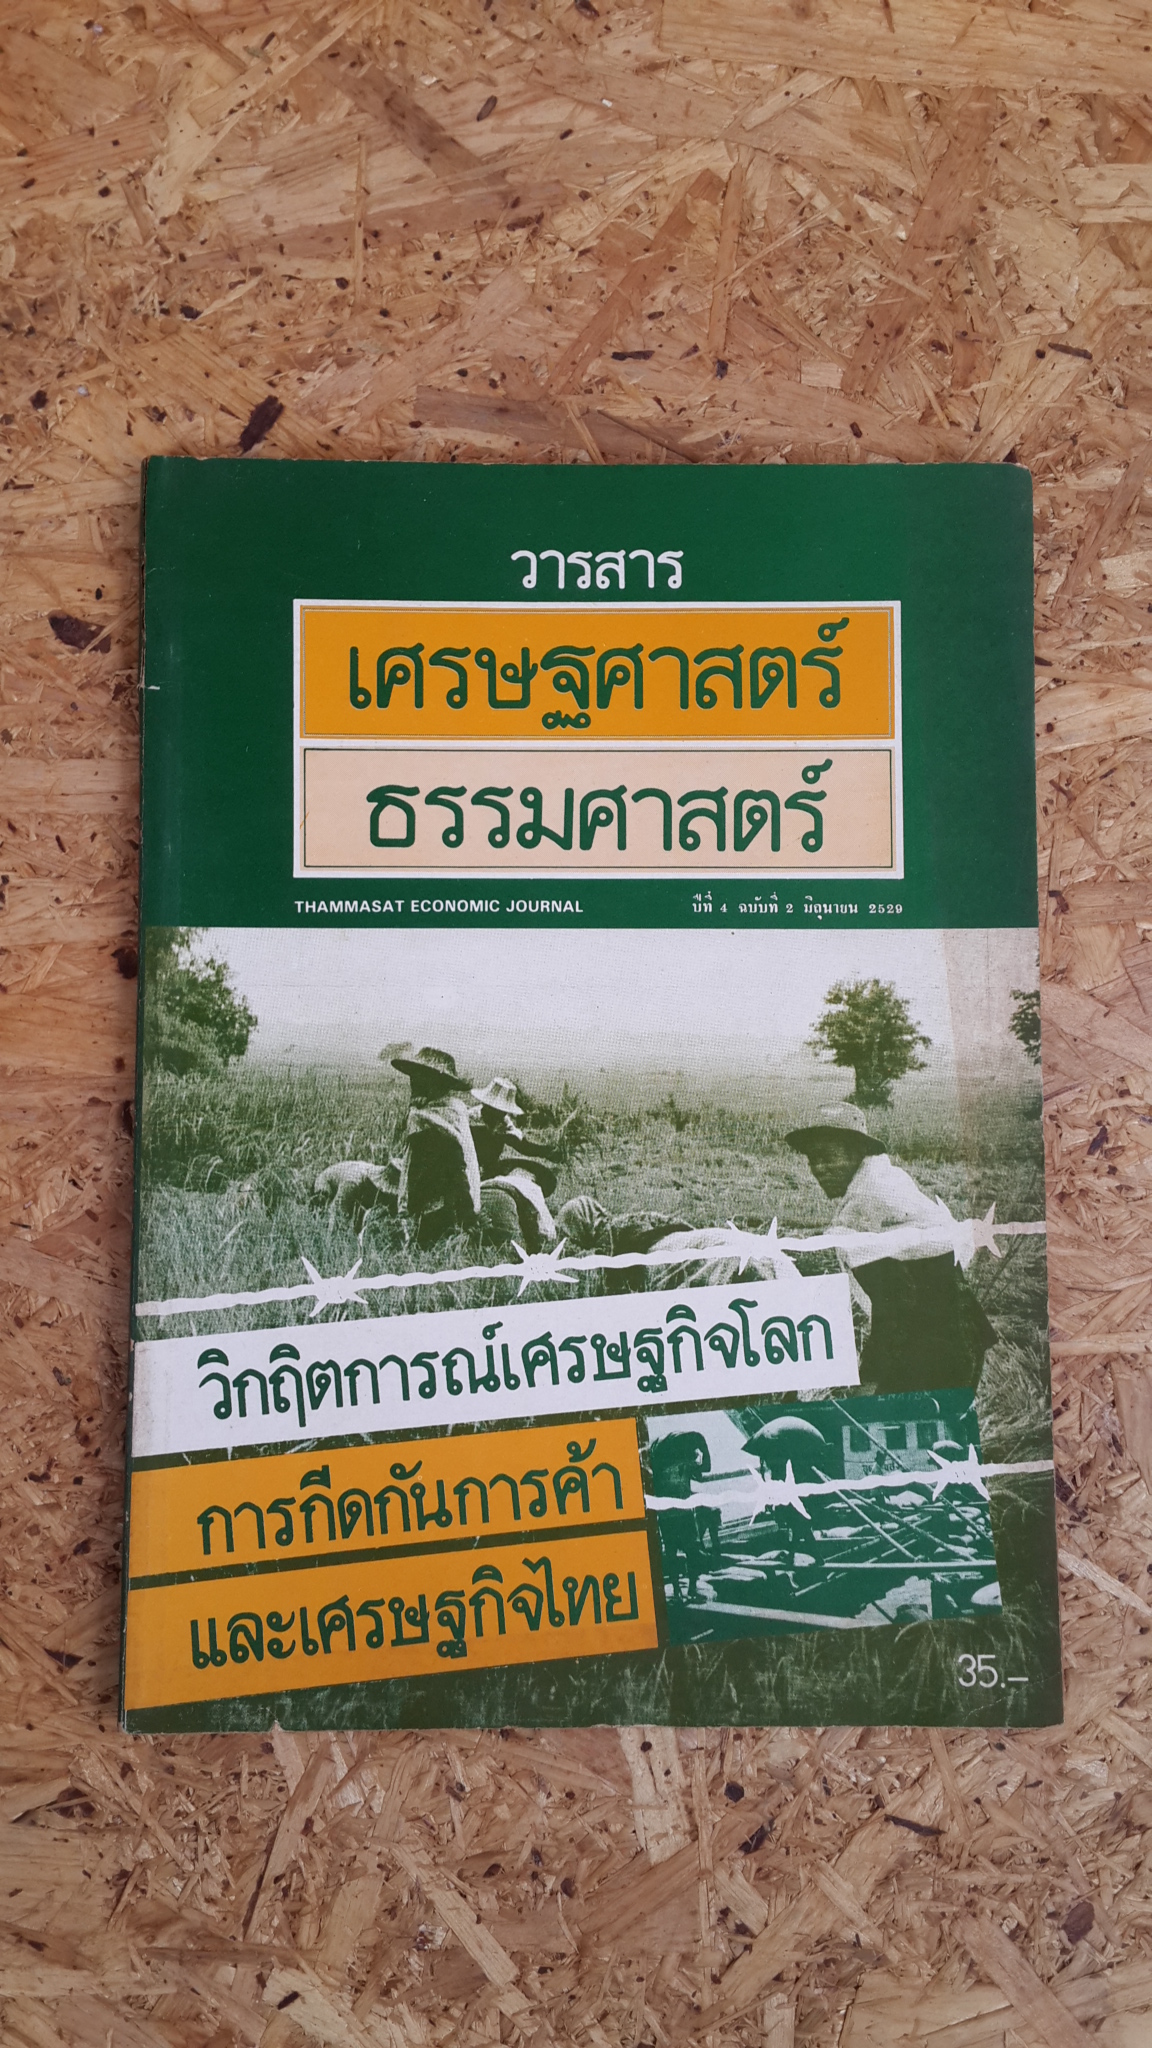 วารสาร
เศรษฐศาสตร์
ธรรมศาสตร์
THAMMASAT ECONOMIC JOURNAL
ปีที่ 4 ฉบับที่ 2 มิถุนายน 2529
วิกฤิตการณ์เศรษฐกิจโลก
การกีดกันการค้า
และเศรษฐกิจไทย
35.–